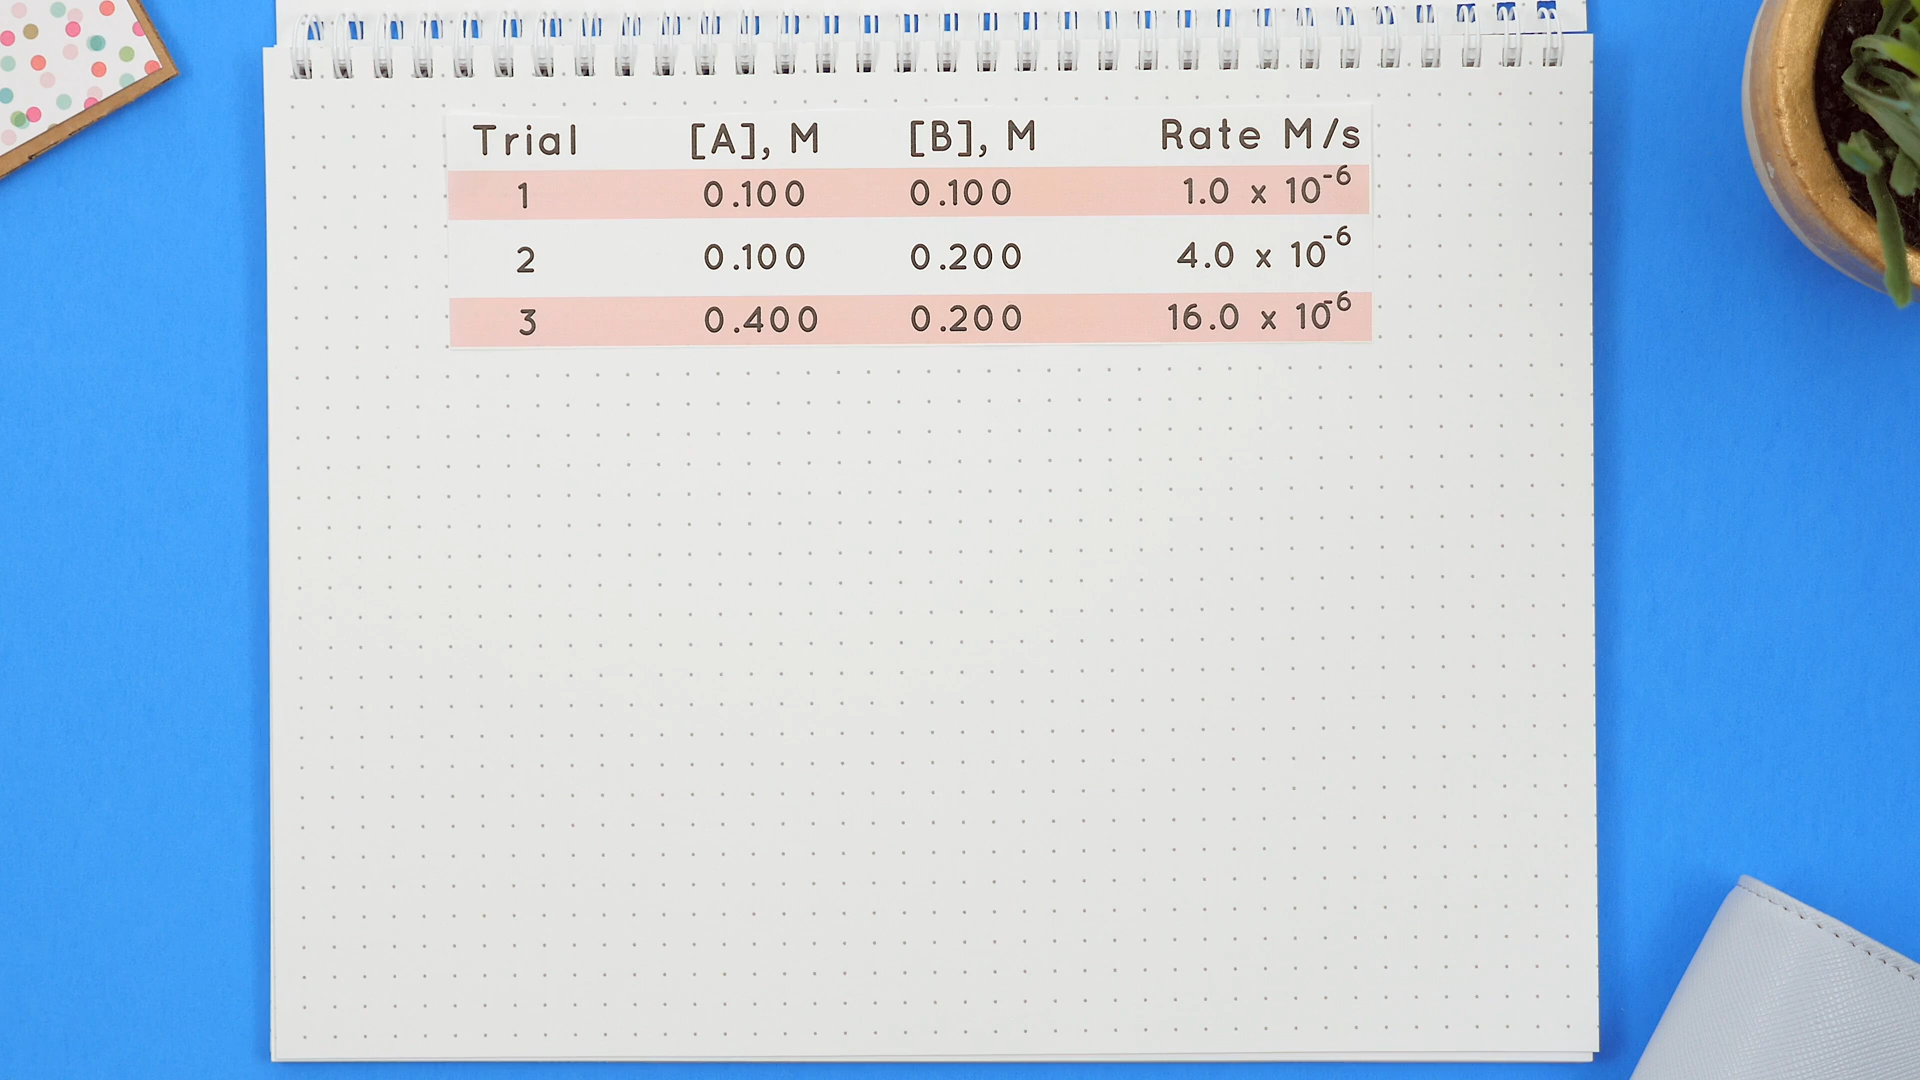 Trial [A], M [B], M Rate M/s
1 0.100 0.100 1.0 x 10⁻⁶
2 0.100 0.200 4.0 x 10⁻⁶
3 0.400 0.200 16.0 x 10⁻⁶